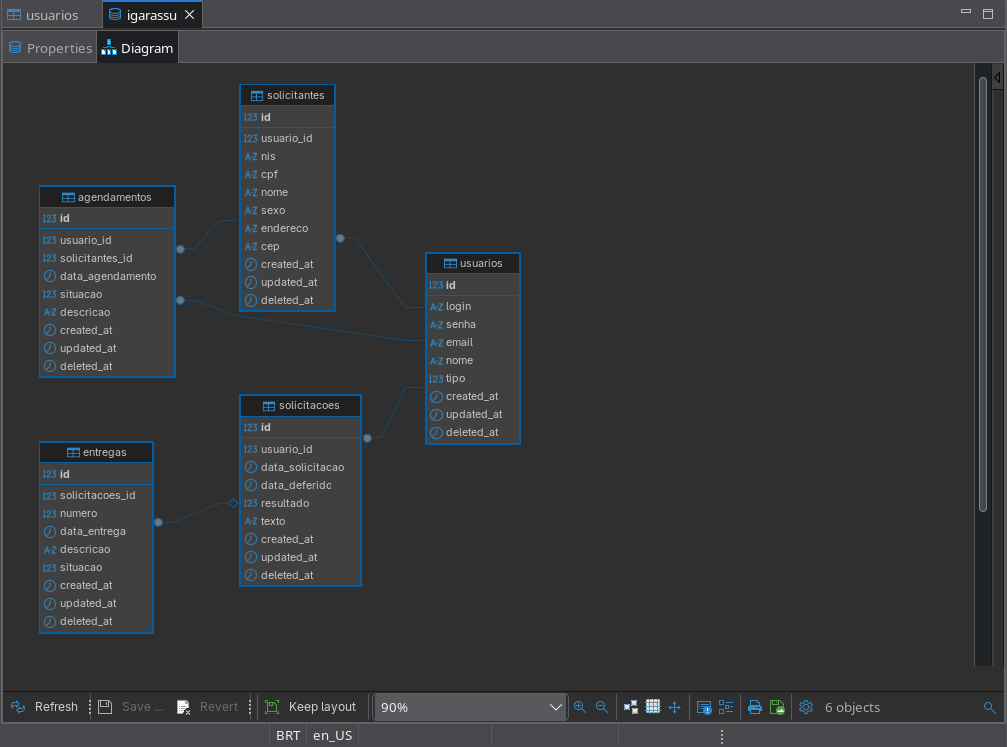 usuarios
igarassu
Properties
Diagram
solicitantes
123 id
123 usuario_id
A-Z nis
A-Z cpf
A-Z nome
A-Z sexo
A-Z endereco
A-Z cep
created_at
updated_at
deleted_at
agendamentos
123 id
123 usuario_id
123 solicitantes_id
data_agendamento
123 situacao
A-Z descricao
created_at
updated_at
deleted_at
usuarios
123 id
A-Z login
A-Z senha
A-Z email
A-Z nome
123 tipo
created_at
updated_at
deleted_at
solicitacoes
123 id
123 usuario_id
data_solicitacao
data_deferido
123 resultado
A-Z texto
created_at
updated_at
deleted_at
entregas
123 id
123 solicitacoes_id
123 numero
data_entrega
A-Z descricao
123 situacao
created_at
updated_at
deleted_at
Refresh
Save ...
Revert
Keep layout
90%
6 objects
BRT
en_US